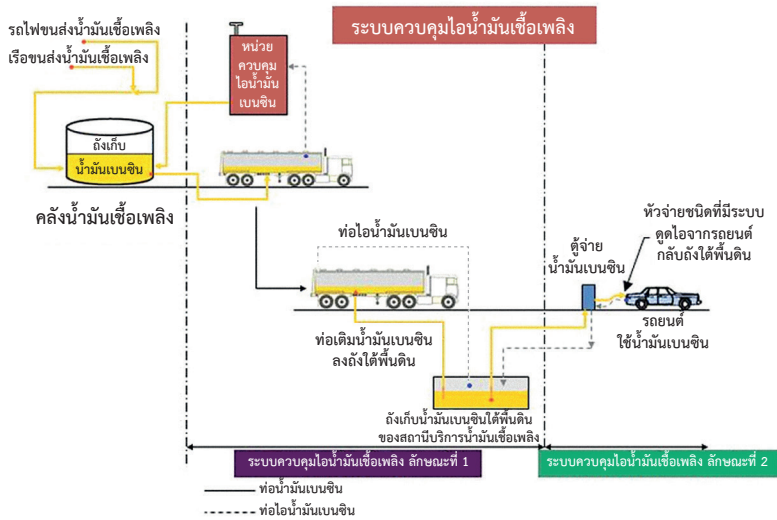 ระบบควบคุมไอน้ำมันเชื้อเพลิง
รถไฟขนส่งน้ำมันเชื้อเพลิง
เรือขนส่งน้ำมันเชื้อเพลิง
หน่วย
ควบคุม
ไอน้ำมัน
เบนซิน
ถังเก็บ
น้ำมันเบนซิน
คลังน้ำมันเชื้อเพลิง
ท่อไอน้ำมันเบนซิน
ตู้จ่าย
น้ำมันเบนซิน
หัวจ่ายชนิดที่มีระบบ
ดูดไอจากรถยนต์
กลับถังใต้พื้นดิน
ท่อเติมน้ำมันเบนซิน
ลงถังใต้พื้นดิน
รถยนต์
ใช้น้ำมันเบนซิน
ถังเก็บน้ำมันเบนซินใต้พื้นดิน
ของสถานีบริการน้ำมันเชื้อเพลิง
ระบบควบคุมไอน้ำมันเชื้อเพลิง ลักษณะที่ 1
ระบบควบคุมไอน้ำมันเชื้อเพลิง ลักษณะที่ 2
ท่อน้ำมันเบนซิน
ท่อไอน้ำมันเบนซิน